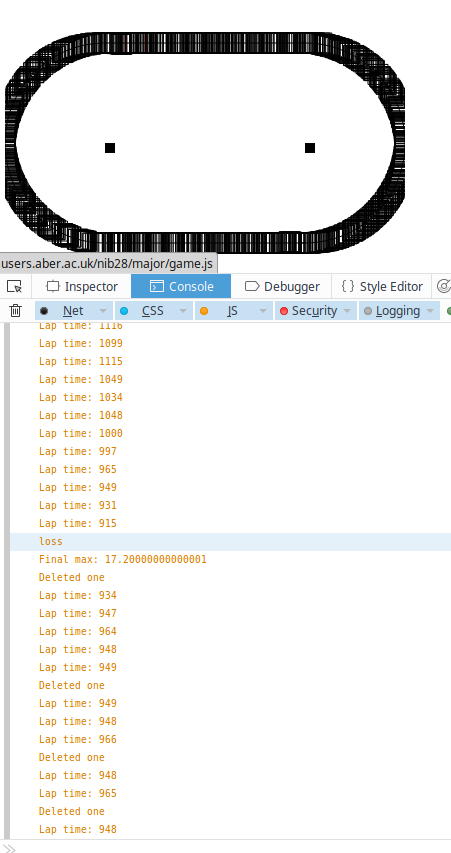 users.aber.ac.uk/nib28/major/game.js
Inspector Console Debugger Style Editor
Net CSS JS Security Logging
Lap time: 1116
Lap time: 1099
Lap time: 1115
Lap time: 1049
Lap time: 1034
Lap time: 1048
Lap time: 1000
Lap time: 997
Lap time: 965
Lap time: 949
Lap time: 931
Lap time: 915
loss
Final max: 17.20000000000001
Deleted one
Lap time: 934
Lap time: 947
Lap time: 964
Lap time: 948
Lap time: 949
Deleted one
Lap time: 949
Lap time: 948
Lap time: 966
Deleted one
Lap time: 948
Lap time: 965
Deleted one
Lap time: 948